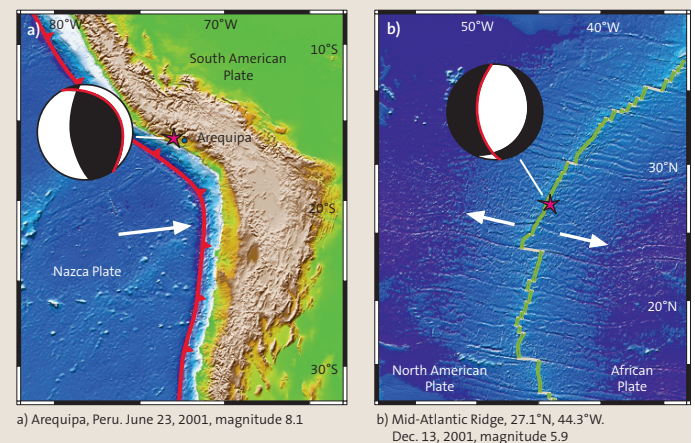 a)
80°W
70°W
10°S
South American
Plate
Arequipa
20°S
Nazca Plate
30°S
a) Arequipa, Peru. June 23, 2001, magnitude 8.1
b)
50°W
40°W
30°N
20°N
North American
Plate
African
Plate
b) Mid-Atlantic Ridge, 27.1°N, 44.3°W.
Dec. 13, 2001, magnitude 5.9